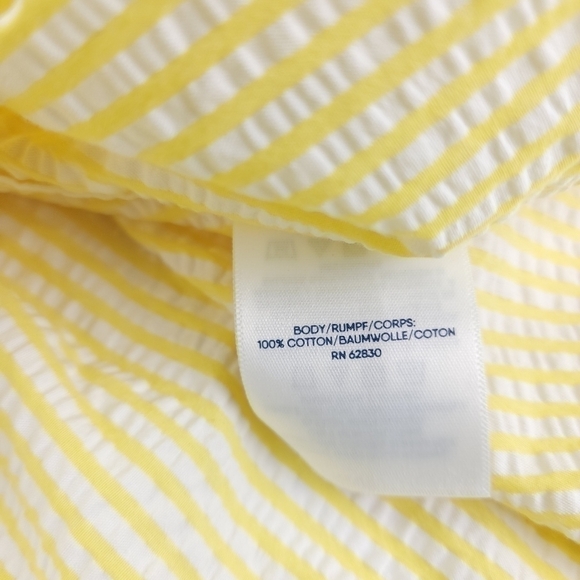 BODY/RUMPF/CORPS:
100% COTTON/BAUMWOLLE/COTON
RN 62830